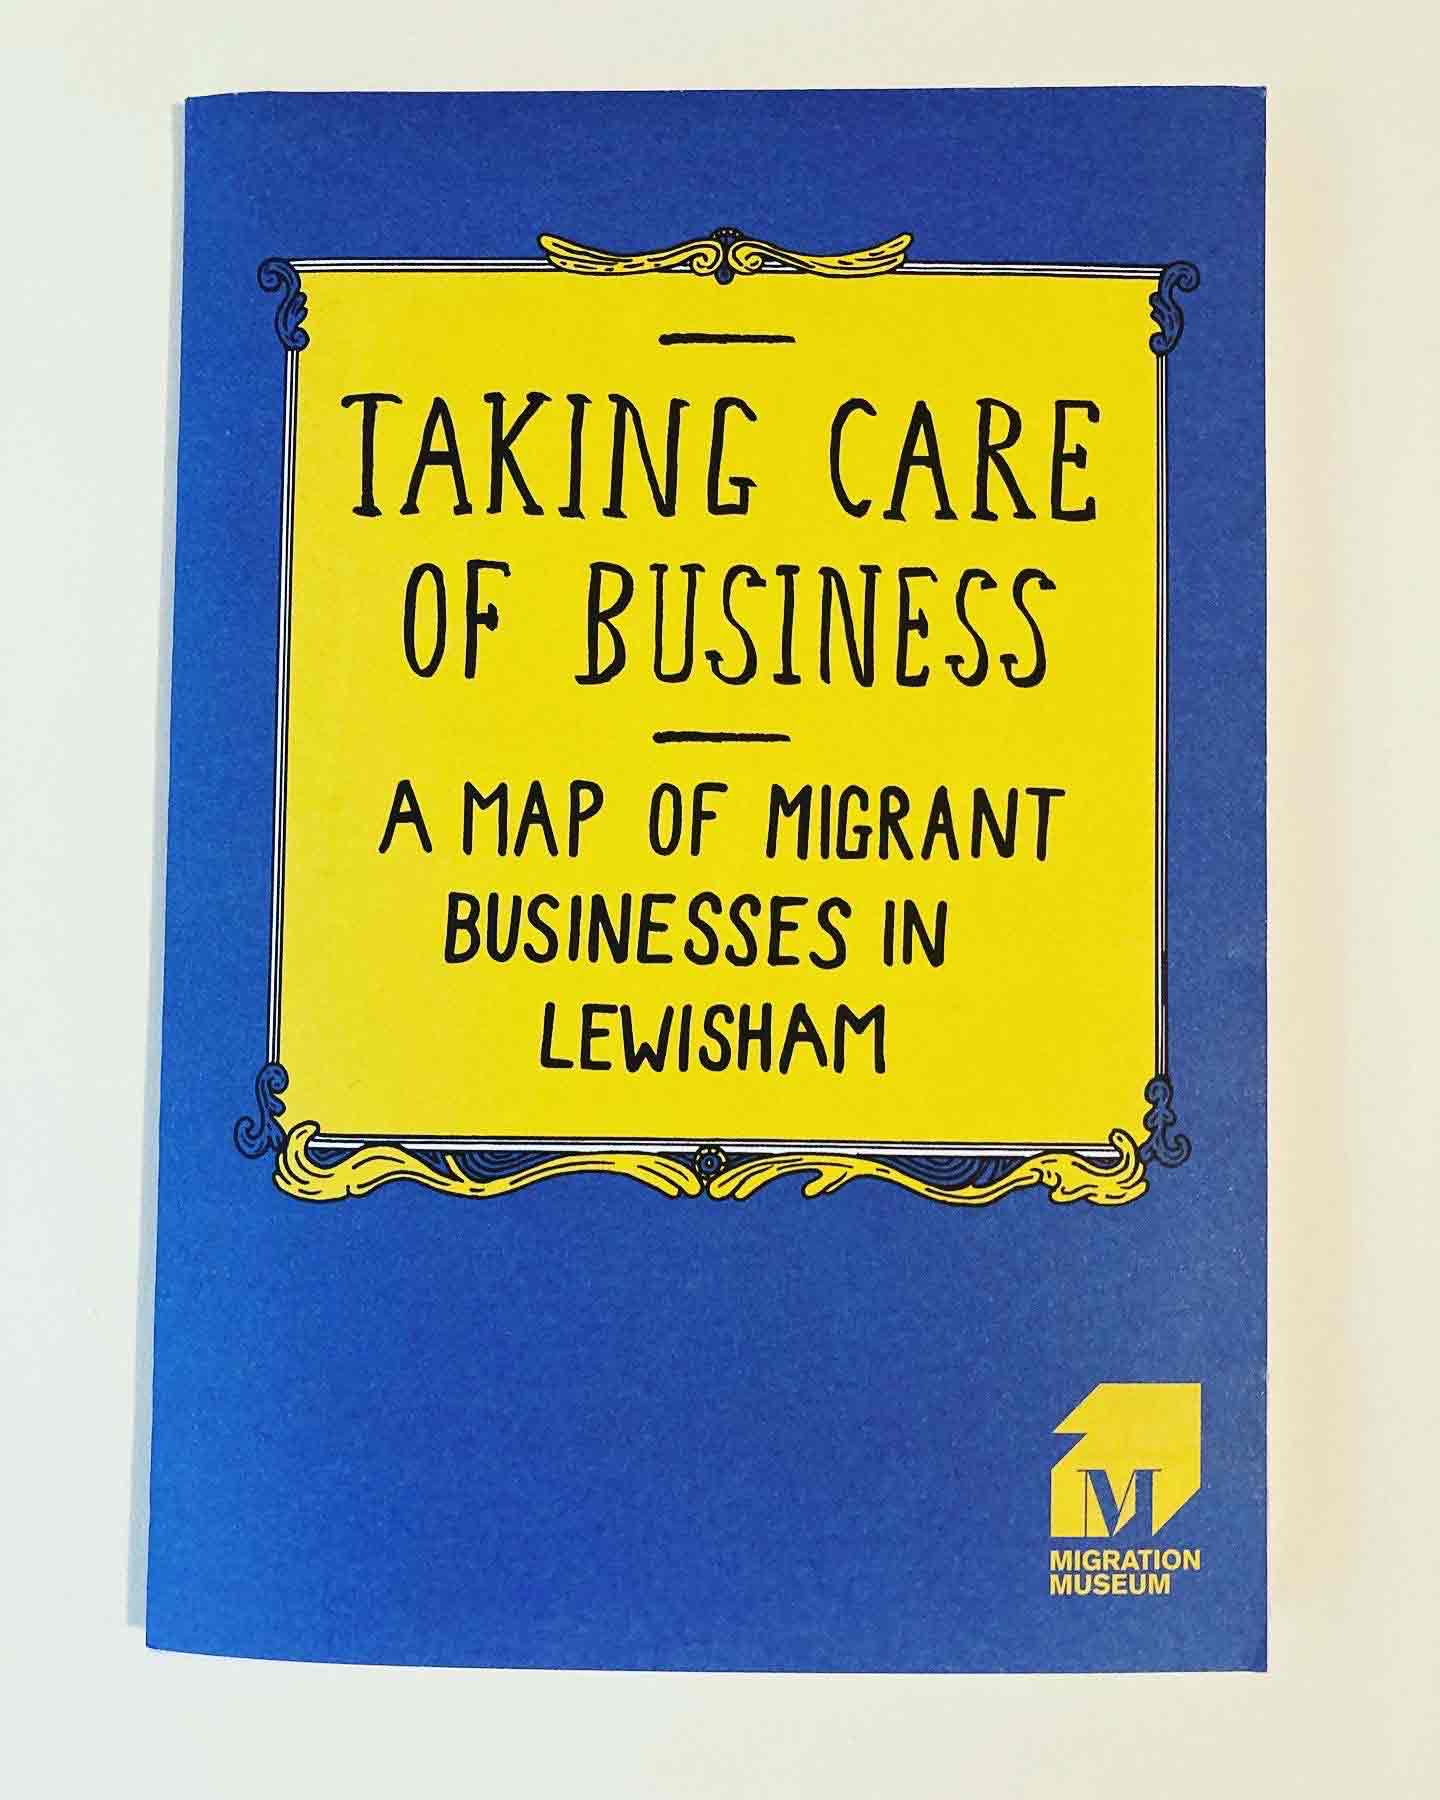 TAKING CARE
OF BUSINESS
A MAP OF MIGRANT
BUSINESSES IN
LEWISHAM
M
MIGRATION
MUSEUM